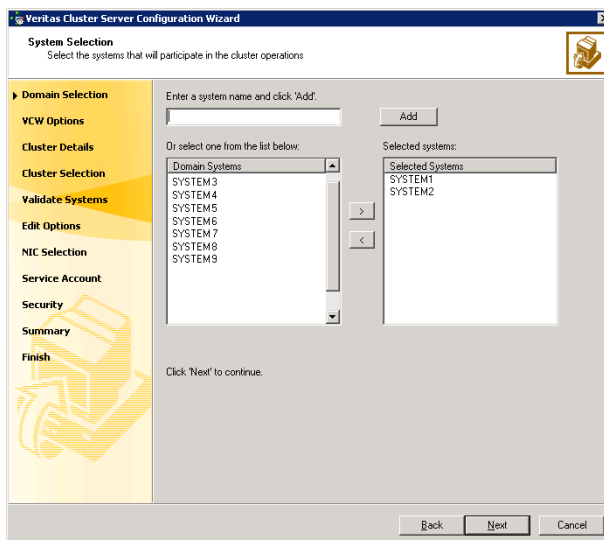 Veritas Cluster Server Configuration Wizard
System Selection
Select the systems that will participate in the cluster operations
Domain Selection
VCW Options
Cluster Details
Cluster Selection
Validate Systems
Edit Options
NIC Selection
Service Account
Security
Summary
Finish
Enter a system name and click 'Add'.
Add
Or select one from the list below:
Domain Systems
SYSTEM3
SYSTEM4
SYSTEM5
SYSTEM6
SYSTEM7
SYSTEM8
SYSTEM9
>
<
Selected systems:
Selected Systems
SYSTEM1
SYSTEM2
Click 'Next' to continue.
Back
Next
Cancel